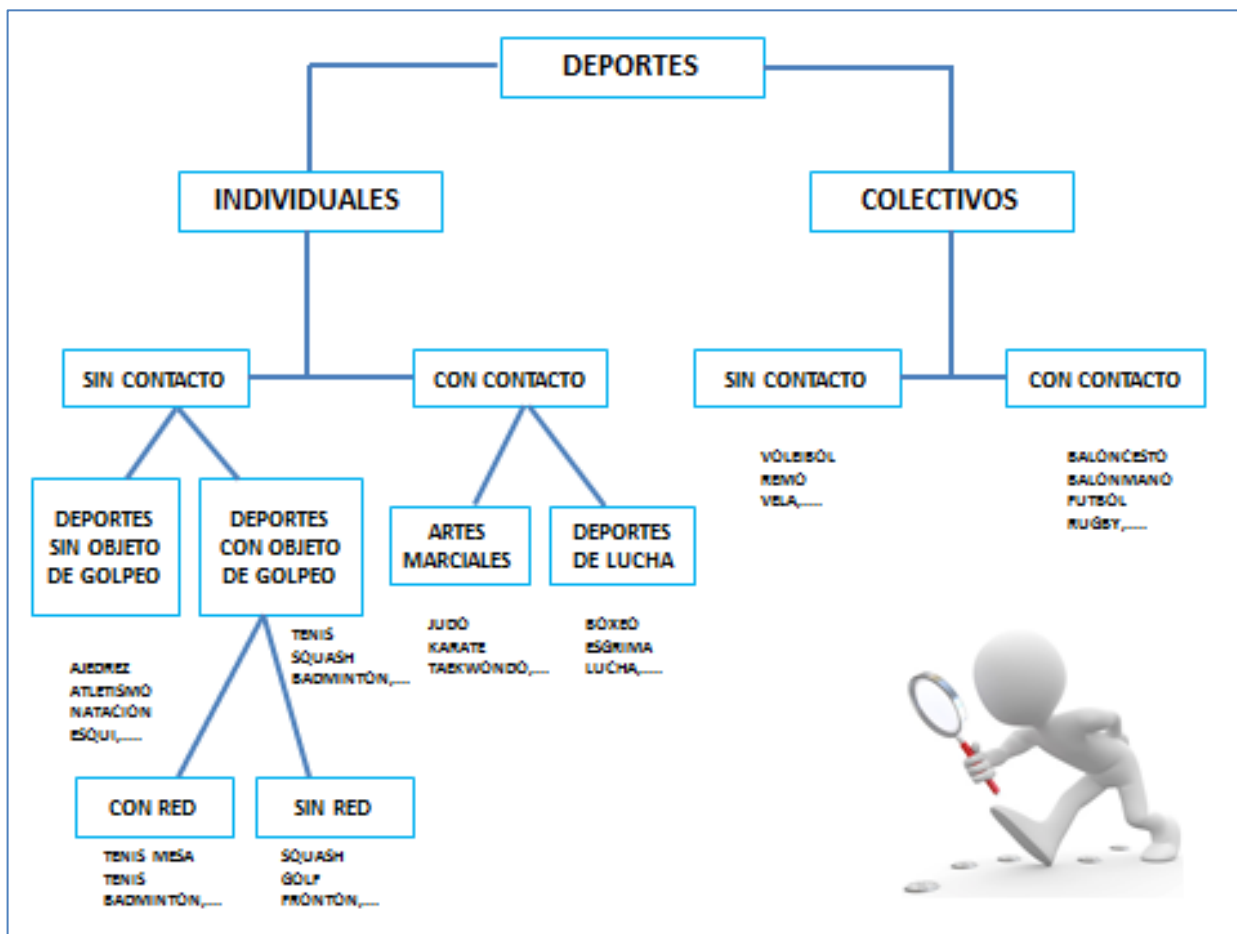 DEPORTES
INDIVIDUALES
COLECTIVOS
SIN CONTACTO
CON CONTACTO
SIN CONTACTO
CON CONTACTO
VOLEIBOL
REMO
VELA,.....
BALONCESTO
BALONMANO
FUTBOL
RUGBY,.....
DEPORTES
SIN OBJETO
DE GOLPEO
DEPORTES
CON OBJETO
DE GOLPEO
ARTES
MARCIALES
DEPORTES
DE LUCHA
AJEDREZ
ATLETISMO
NATACIÓN
ESQUI,.....
TENIS
SQUASH
BADMINTON,....
JUDO
KARATE
TAEKWONDO,....
BOXEO
ESGRIMA
LUCHA,.....
CON RED
SIN RED
TENIS MESA
TENIS
BADMINTON,.....
SQUASH
GOLF
FRONTON,....